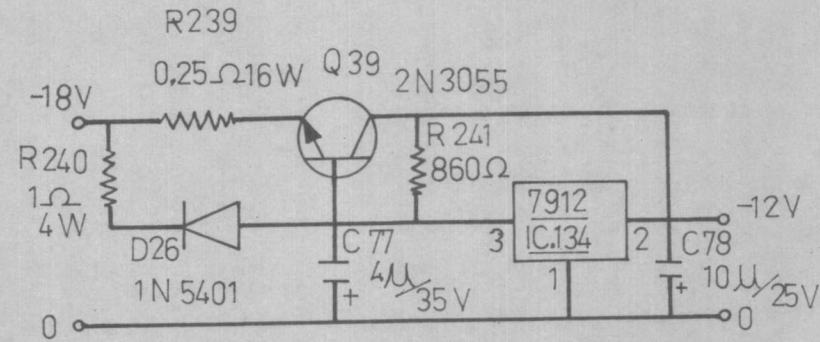 R239
0,25Ω16W
Q39
2N3055
-18V
R240
1Ω
4W
R241
860Ω
7912
IC.134
3
2
1
-12V
D26
1N5401
C77
4µ/35V
+
C78
10µ/25V
+
0
0